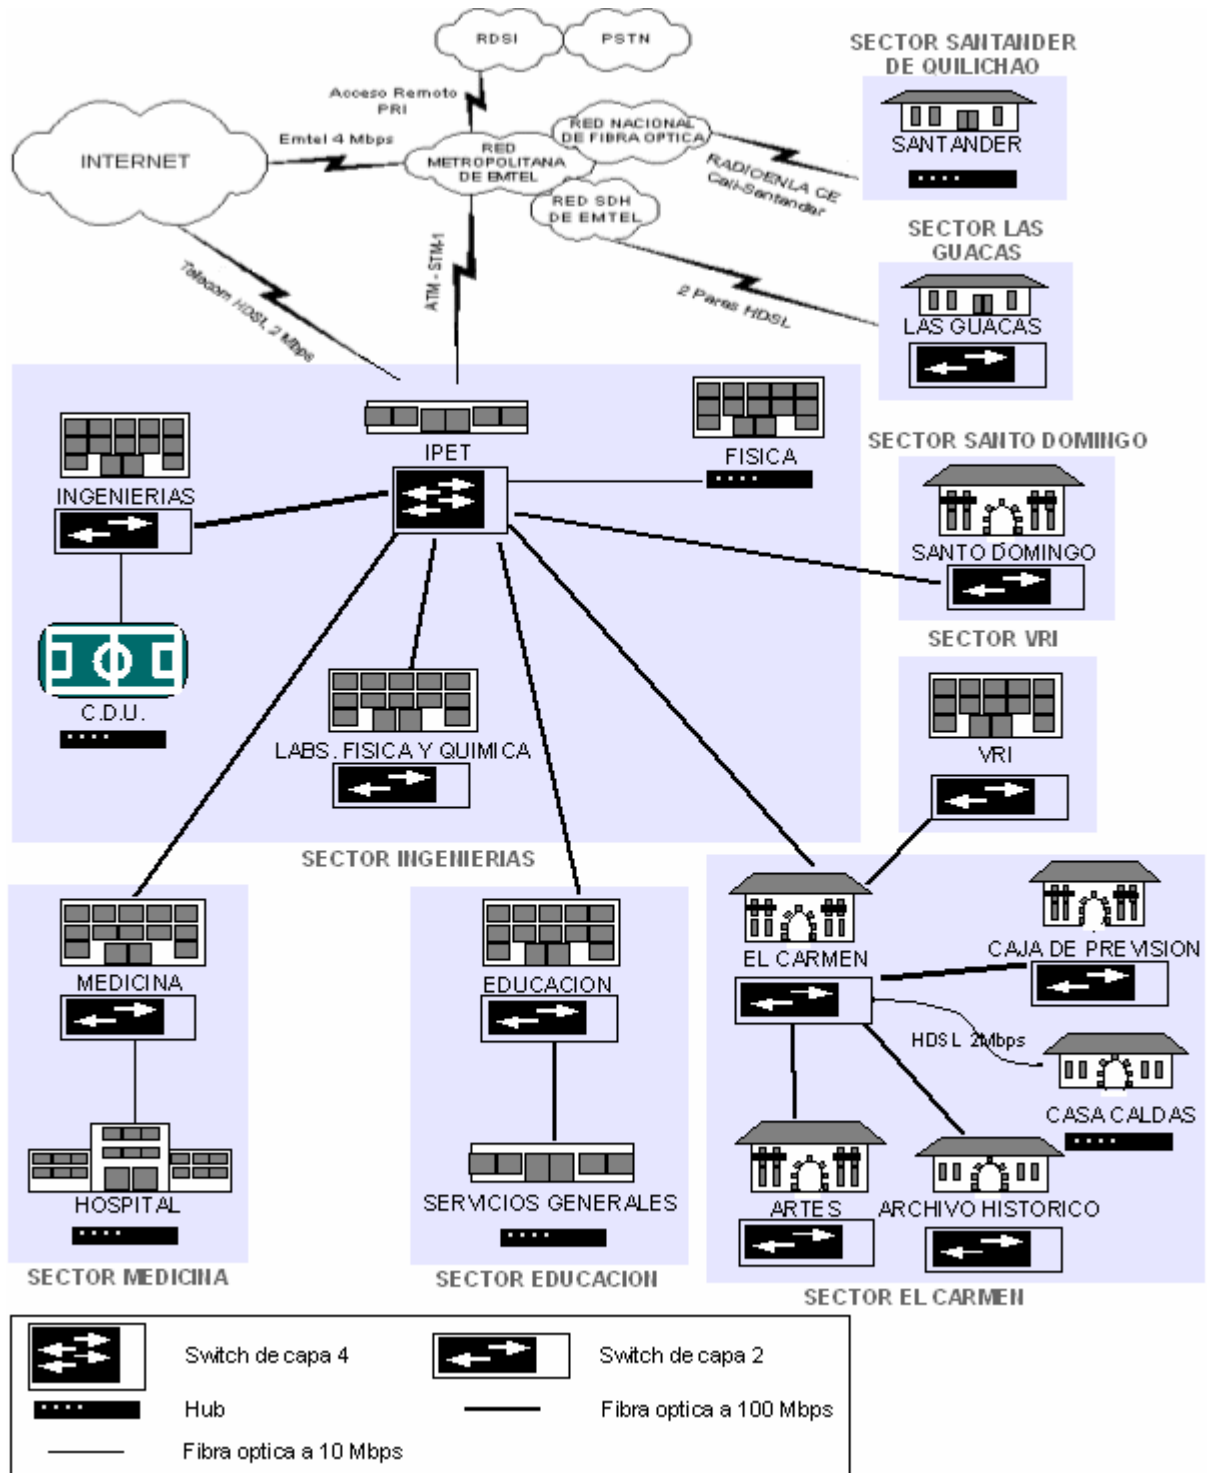 RDSI
PSTN
SECTOR SANTANDER
DE QUILICHAO
Acceso Remoto
PRI
RED NACIONAL
DE FIBRA OPTICA
Emtel 4 Mbps
INTERNET
RED
METROPOLITANA
DE EMTEL
SANTANDER
RADIOENLA CE
Cali-Santander
RED SDH
DE EMTEL
SECTOR LAS
GUACAS
Telecom HDSL 2 Mbps
ATM - STM-1
2 Pares HDSL
LAS GUACAS
IPET
FISICA
SECTOR SANTO DOMINGO
INGENIERIAS
SANTO DOMINGO
SECTOR VRI
C.D.U.
LABS. FISICA Y QUIMICA
VRI
SECTOR INGENIERIAS
MEDICINA
EDUCACION
EL CARMEN
CAJA DE PREVISION
HDSL 2Mbps
CASA CALDAS
HOSPITAL
SERVICIOS GENERALES
ARTES
ARCHIVO HISTORICO
SECTOR MEDICINA
SECTOR EDUCACION
SECTOR EL CARMEN
Switch de capa 4
Switch de capa 2
Hub
Fibra optica a 100 Mbps
Fibra optica a 10 Mbps